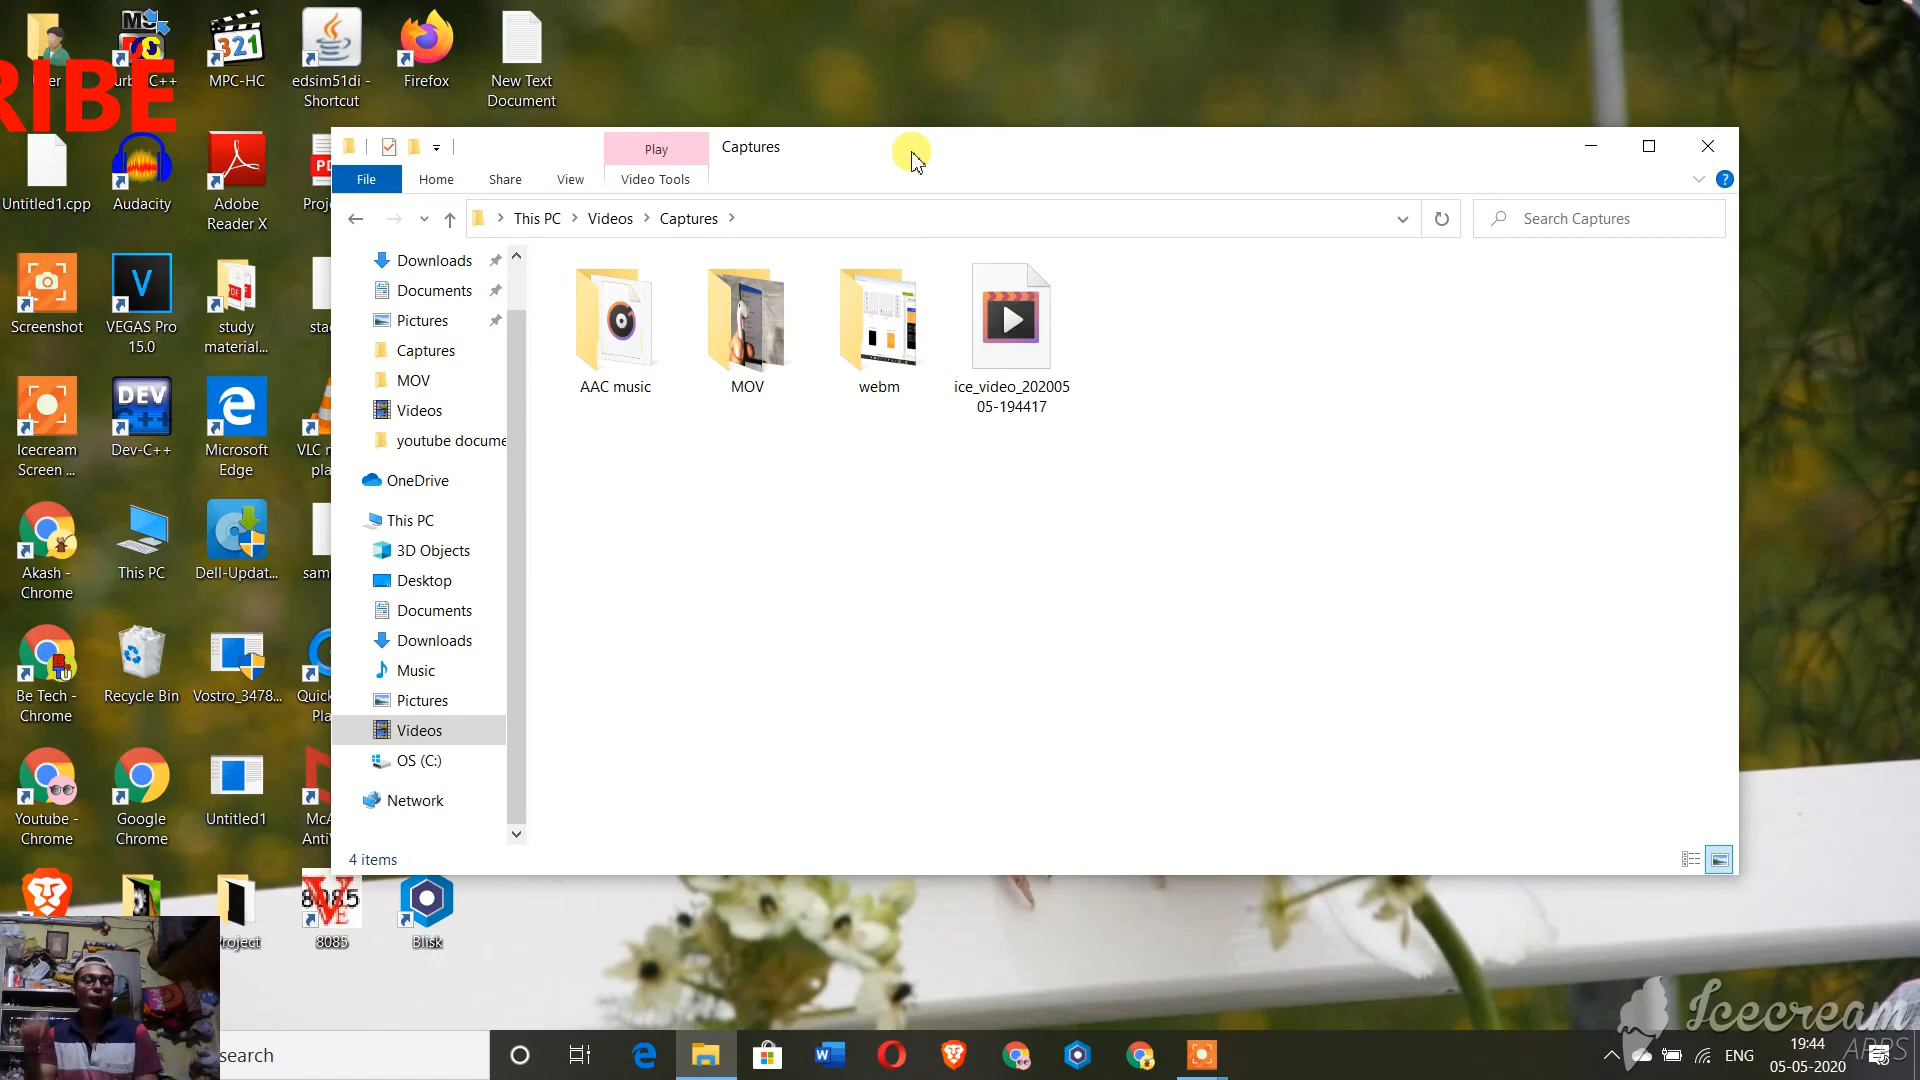 User
Turbo C++
MPC-HC
edsim51di -
Shortcut
Firefox
New Text
Document
RIBE
Untitled1.cpp
Audacity
Adobe
Reader X
Screenshot
VEGAS Pro
15.0
study
material...
Icecream
Screen ...
Dev-C++
Microsoft
Edge
Akash -
Chrome
This PC
Dell-Updat...
Be Tech -
Chrome
Recycle Bin
Vostro_3478...
Youtube -
Chrome
Google
Chrome
Untitled1
8085
Blisk
Play
Captures
File
Home
Share
View
Video Tools
This PC
Videos
Captures
Search Captures
Downloads
Documents
Pictures
Captures
MOV
Videos
youtube docume
OneDrive
This PC
3D Objects
Desktop
Documents
Downloads
Music
Pictures
Videos
OS (C:)
Network
AAC music
MOV
webm
ice_video_202005
05-194417
4 items
search
ENG
19:44
05-05-2020
Icecream
APPS